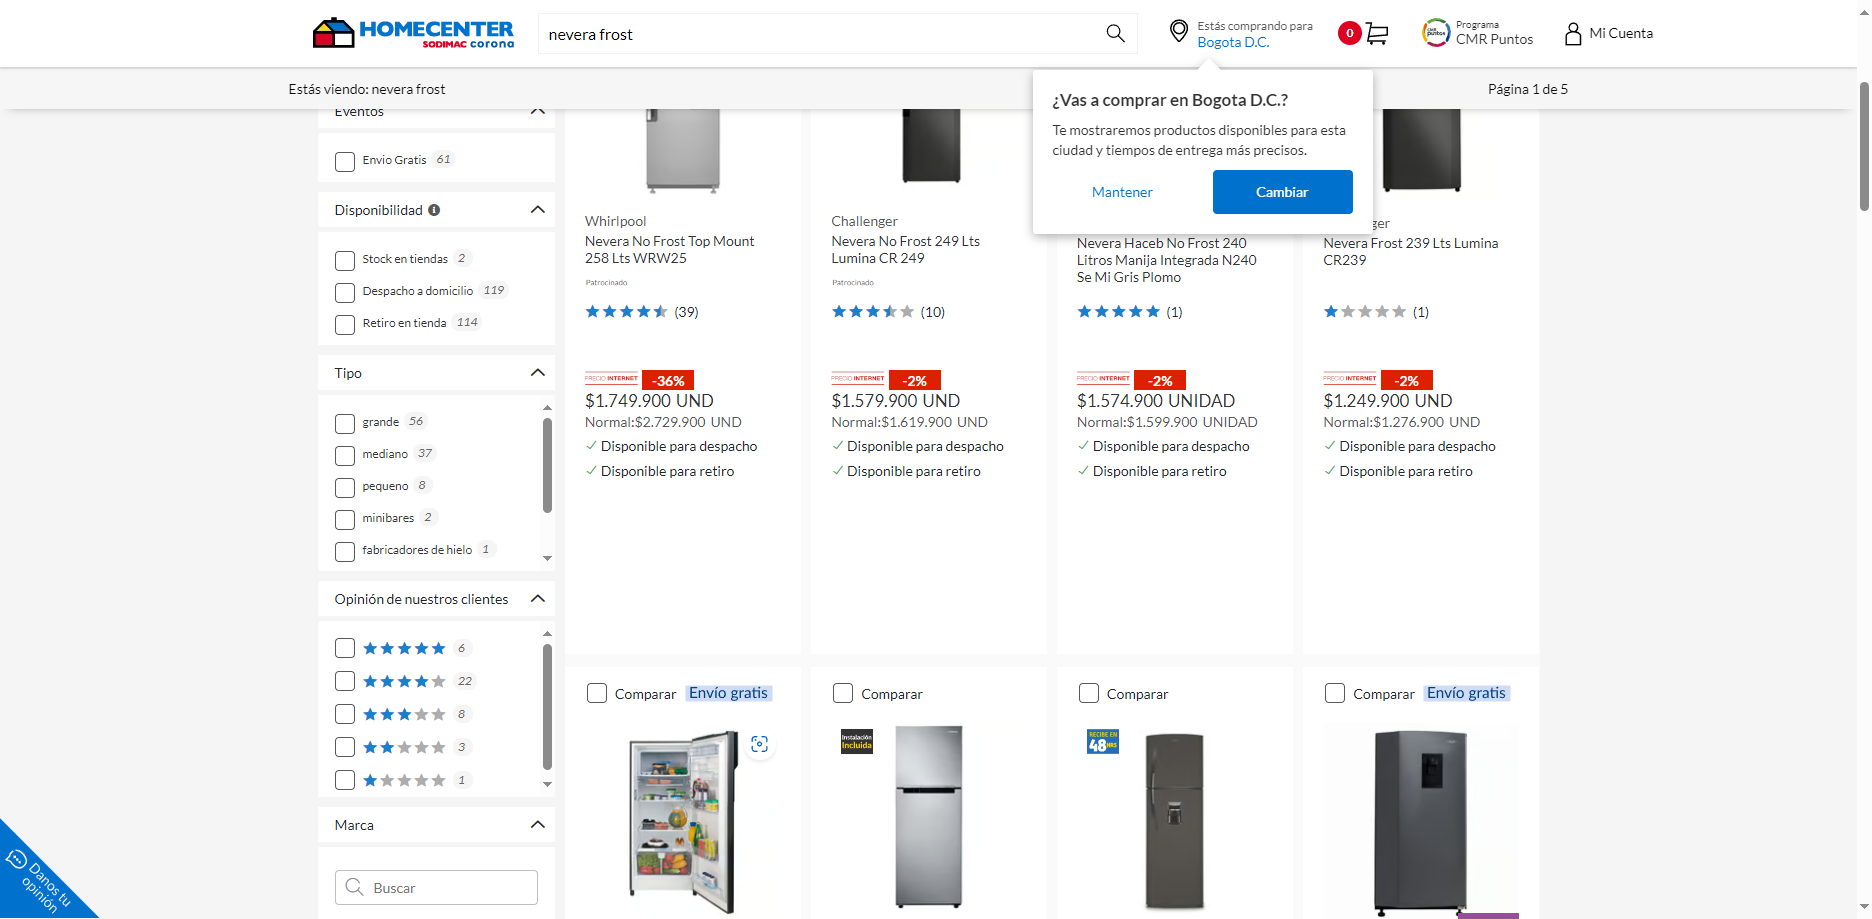 HOMECENTER
SODIMAC corona
nevera frost
Estás comprando para
Bogota D.C.
0
Programa
CMR Puntos
Mi Cuenta
Estás viendo: nevera frost
Página 1 de 5
¿Vas a comprar en Bogota D.C.?
Te mostraremos productos disponibles para esta
ciudad y tiempos de entrega más precisos.
Mantener
Cambiar
Eventos
Envio Gratis 61
Disponibilidad
Stock en tiendas 2
Despacho a domicilio 119
Retiro en tienda 114
Tipo
grande 56
mediano 37
pequeno 8
minibares 2
fabricadores de hielo 1
Opinión de nuestros clientes
6
22
8
3
1
Marca
Buscar
Danos tu
opinión
Whirlpool
Nevera No Frost Top Mount
258 Lts WRW25
Patrocinado
(39)
PRECIO INTERNET
-36%
$1.749.900 UND
Normal:$2.729.900 UND
Disponible para despacho
Disponible para retiro
Challenger
Nevera No Frost 249 Lts
Lumina CR 249
Patrocinado
(10)
PRECIO INTERNET
-2%
$1.579.900 UND
Normal:$1.619.900 UND
Disponible para despacho
Disponible para retiro
Nevera Haceb No Frost 240
Litros Manija Integrada N240
Se Mi Gris Plomo
(1)
PRECIO INTERNET
-2%
$1.574.900 UNIDAD
Normal:$1.599.900 UNIDAD
Disponible para despacho
Disponible para retiro
ger
Nevera Frost 239 Lts Lumina
CR239
(1)
PRECIO INTERNET
-2%
$1.249.900 UND
Normal:$1.276.900 UND
Disponible para despacho
Disponible para retiro
Comparar
Envío gratis
Comparar
Instalación
Incluida
Comparar
RECIBE EN
48HRS
Comparar
Envío gratis